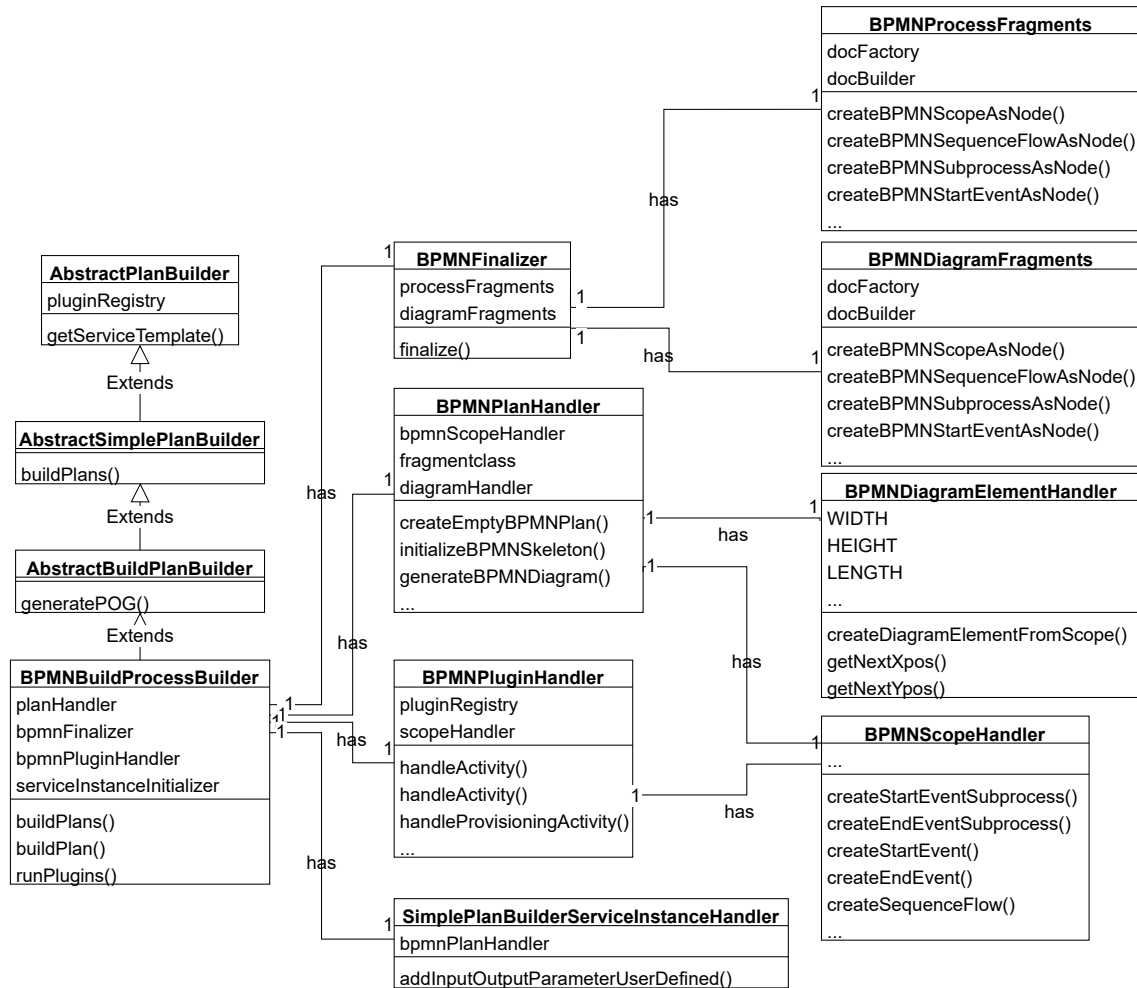 BPMNProcessFragments
docFactory
docBuilder
1
createBPMNScopeAsNode()
createBPMNSequenceFlowAsNode()
createBPMNSubprocessAsNode()
createBPMNStartEventAsNode()
...
has
1
BPMNFinalizer
processFragments
diagramFragments
finalize()
1
1
has
BPMNDiagramFragments
docFactory
docBuilder
1
createBPMNScopeAsNode()
createBPMNSequenceFlowAsNode()
createBPMNSubprocessAsNode()
createBPMNStartEventAsNode()
...
AbstractPlanBuilder
pluginRegistry
getServiceTemplate()
Extends
AbstractSimplePlanBuilder
buildPlans()
Extends
AbstractBuildPlanBuilder
generatePOG()
Extends
BPMNBuildProcessBuilder
planHandler
bpmnFinalizer
bpmnPluginHandler
serviceInstanceInitializer
buildPlans()
buildPlan()
runPlugins()
1
1
1
1
has
has
has
has
1
BPMNPlanHandler
bpmnScopeHandler
fragmentclass
diagramHandler
createEmptyBPMNPlan()
initializeBPMNSkeleton()
generateBPMNDiagram()
...
1
1
has
has
1
BPMNDiagramElementHandler
WIDTH
HEIGHT
LENGTH
...
createDiagramElementFromScope()
getNextXpos()
getNextYpos()
1
BPMNPluginHandler
pluginRegistry
scopeHandler
handleActivity()
handleActivity()
handleProvisioningActivity()
...
1
has
1
BPMNScopeHandler
...
createStartEventSubprocess()
createEndEventSubprocess()
createStartEvent()
createEndEvent()
createSequenceFlow()
...
1
SimplePlanBuilderServiceInstanceHandler
bpmnPlanHandler
addInputOutputParameterUserDefined()